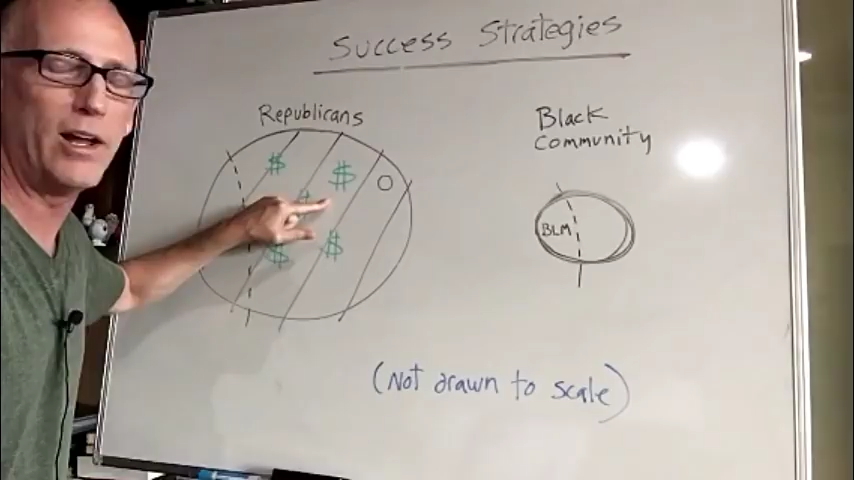 Success Strategies
Republicans
Black
Community
$
$
O
$
$
BLM
(Not drawn to scale)